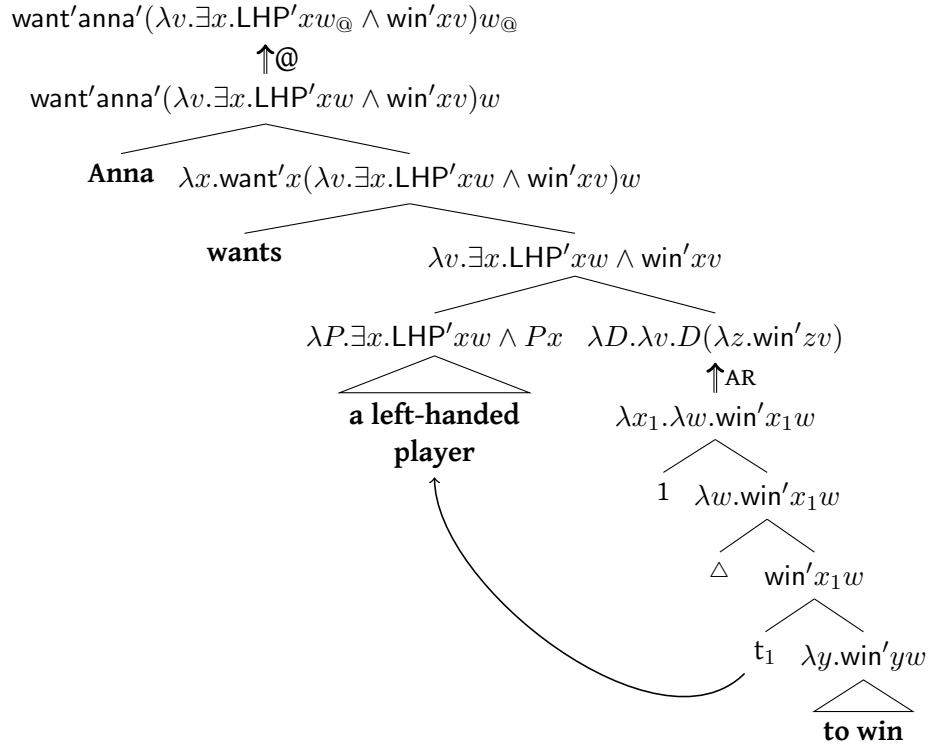 want′anna′(λv.∃x.LHP′xw@ ∧ win′xv)w@
⇑@
want′anna′(λv.∃x.LHP′xw ∧ win′xv)w
Anna λx.want′x(λv.∃x.LHP′xw ∧ win′xv)w
wants λv.∃x.LHP′xw ∧ win′xv
λP.∃x.LHP′xw ∧ Px λD.λv.D(λz.win′zv)
⇑AR
a left-handed
player
λx₁.λw.win′x₁w
1 λw.win′x₁w
△ win′x₁w
t₁ λy.win′yw
to win